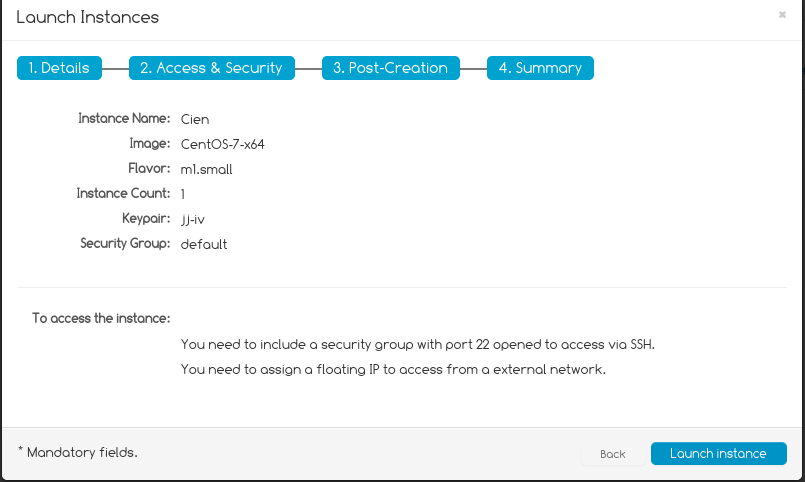 Launch Instances
1. Details 2. Access & Security 3. Post-Creation 4. Summary
Instance Name: Cien
Image: CentOS-7-x64
Flavor: m1.small
Instance Count: 1
Keypair: jj-iv
Security Group: default
To access the instance:
You need to include a security group with port 22 opened to access via SSH.
You need to assign a floating IP to access from a external network.
* Mandatory fields. Back Launch instance